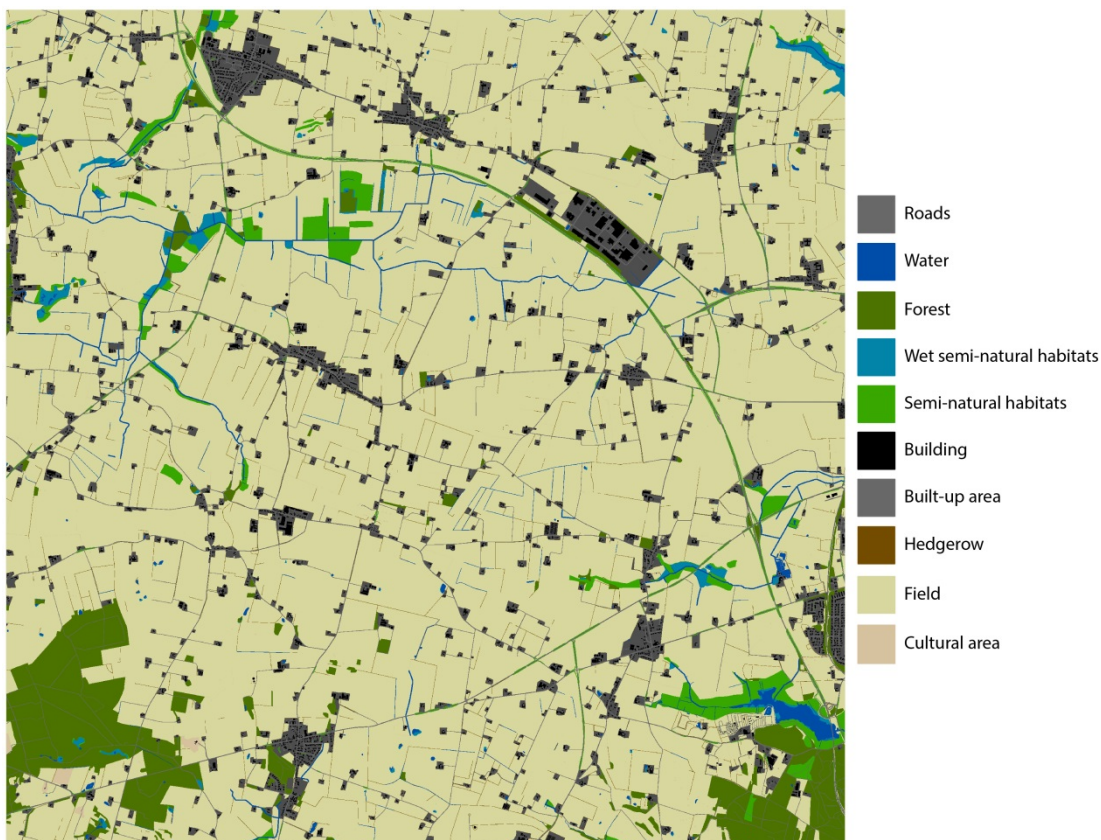 Roads
Water
Forest
Wet semi-natural habitats
Semi-natural habitats
Building
Built-up area
Hedgerow
Field
Cultural area